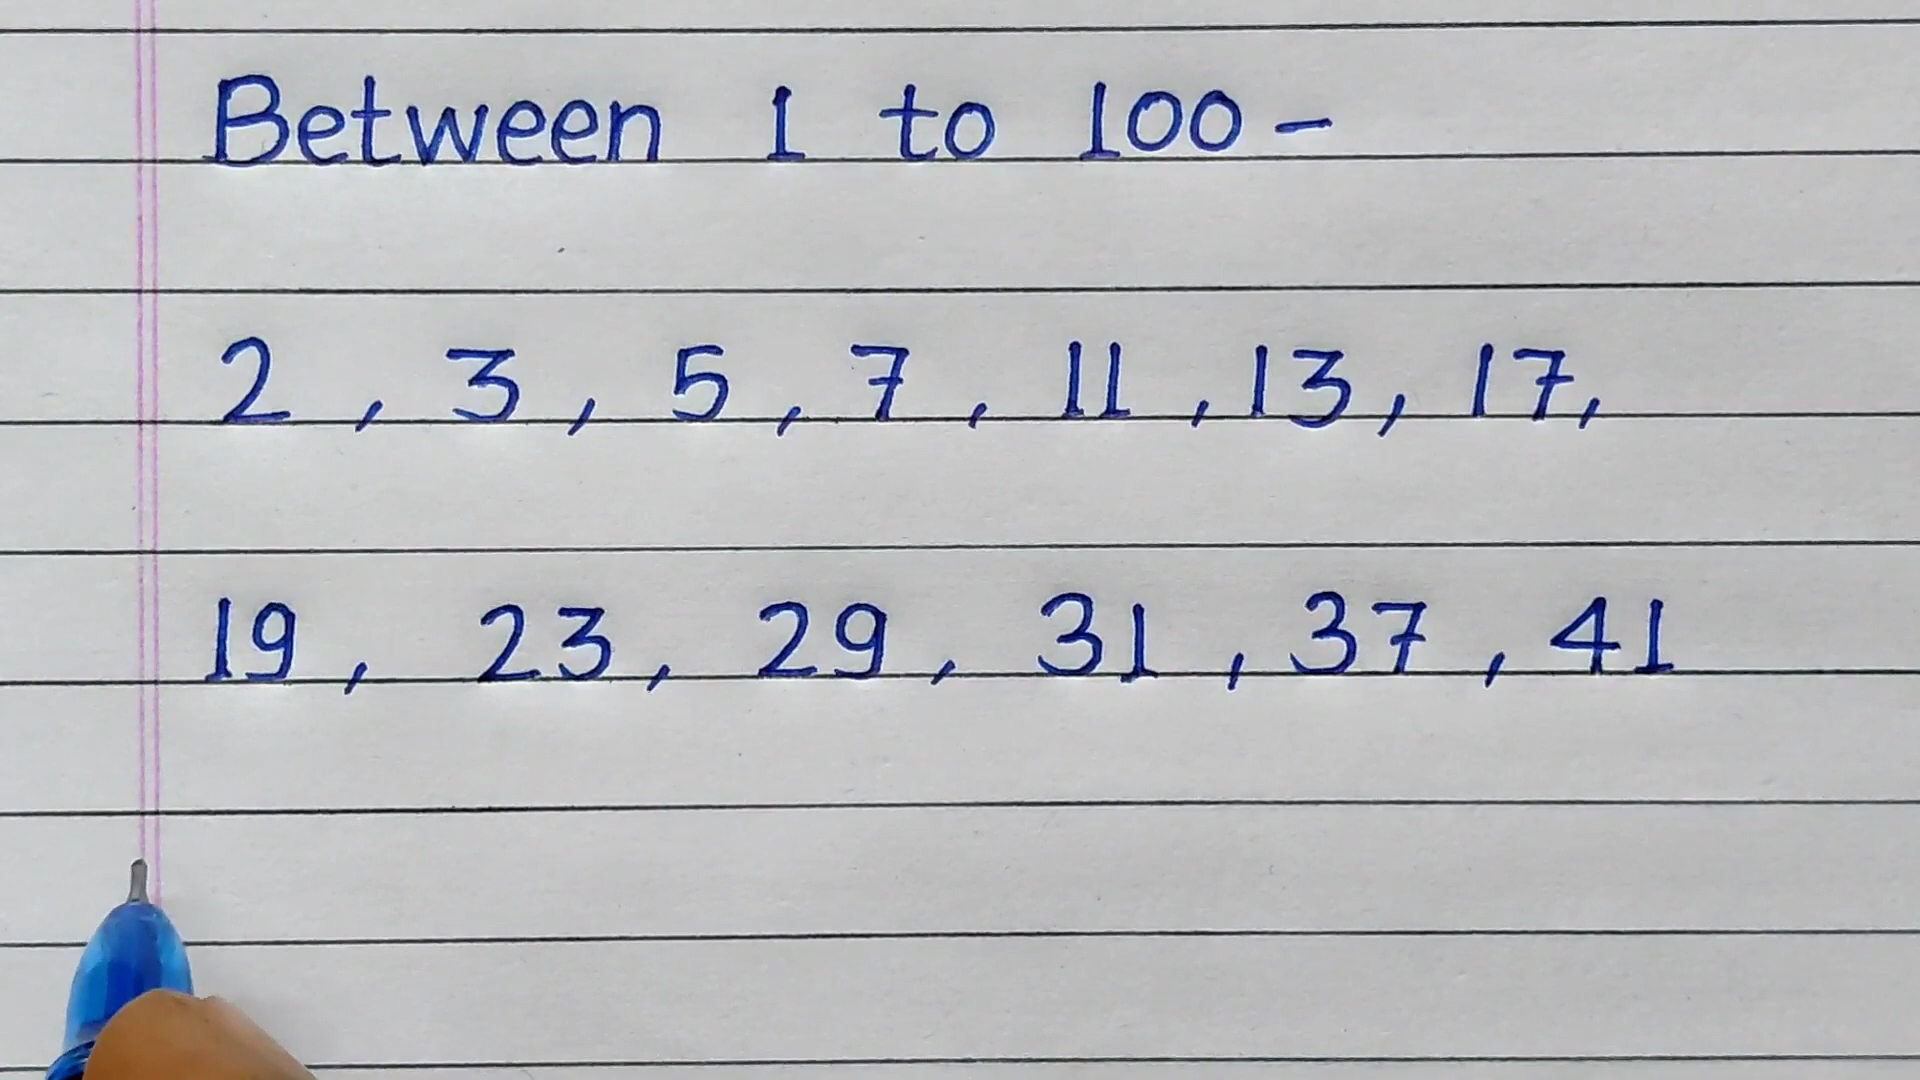 Between 1 to 100 -
2 , 3 , 5 , 7 , 11 , 13 , 17 ,
19 , 23 , 29 , 31 , 37 , 41